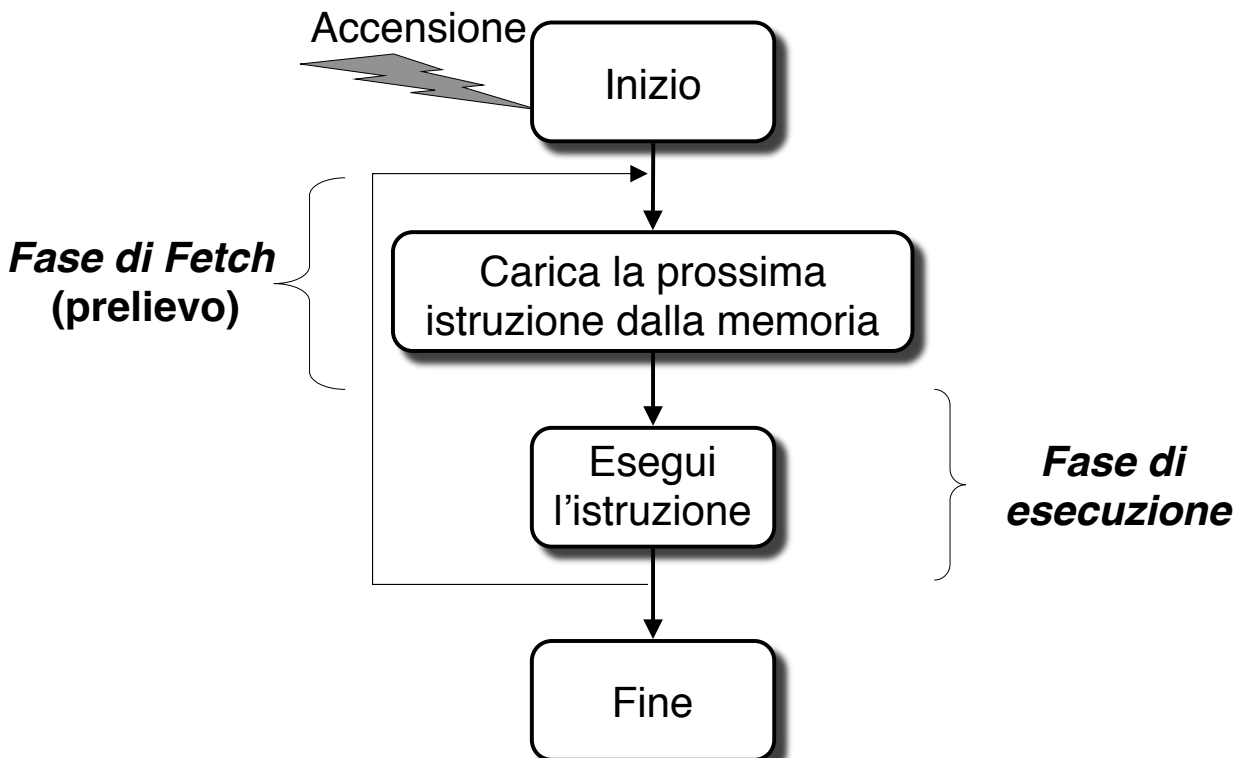 Accensione
Inizio
Fase di Fetch
(prelievo)
Carica la prossima
istruzione dalla memoria
Esegui
l'istruzione
Fase di
esecuzione
Fine